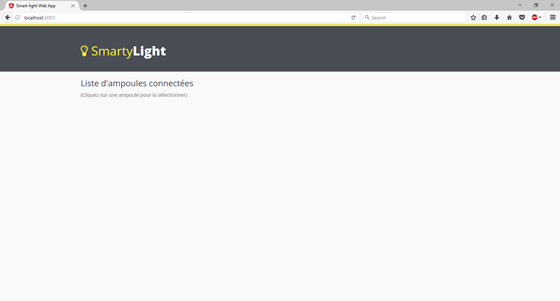 Smart-light Web App
localhost:3001
Search
SmartyLight
Liste d'ampoules connectées
(Cliquez sur une ampoule pour la sélectionner)